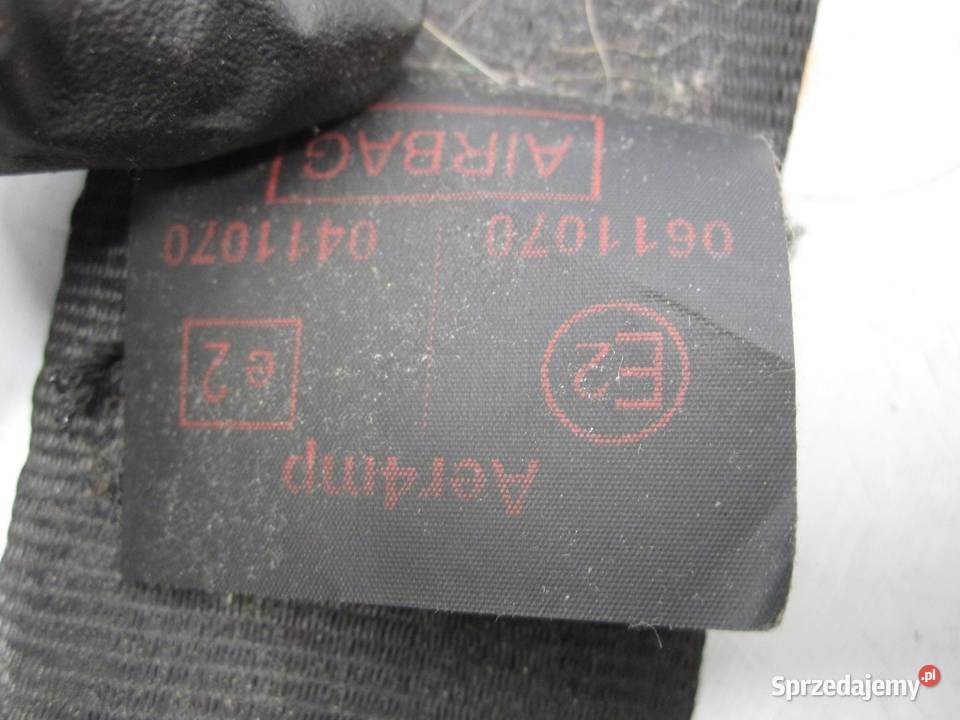 Aer4mp
E2 e2
0611070 0411070
AIRBAG
Sprzedajemy.pl